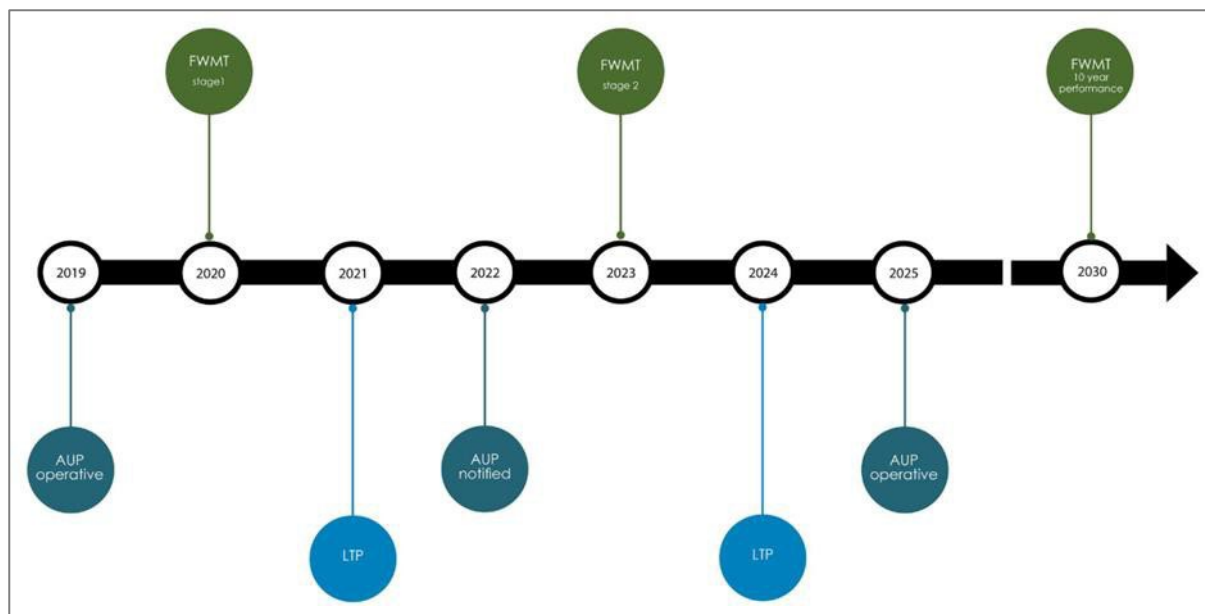 FWMT
stage1
FWMT
stage 2
FWMT
10 year
performance
2019
2020
2021
2022
2023
2024
2025
2030
AUP
operative
AUP
notified
AUP
operative
LTP
LTP